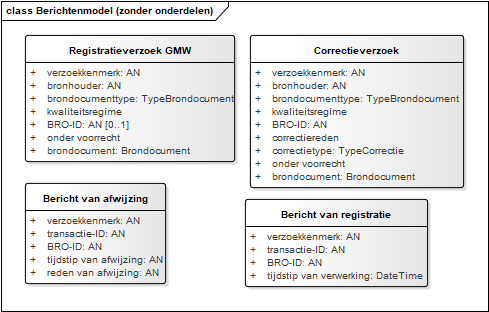 class Berichtenmodel (zonder onderdelen)
Registratieverzoek GMW
+ verzoekkenmerk: AN
+ bronhouder: AN
+ brondocumenttype: TypeBrondocument
+ kwaliteitsregime
+ BRO-ID: AN [0..1]
+ onder voorrecht
+ brondocument: Brondocument
Correctieverzoek
+ verzoekkenmerk: AN
+ bronhouder: AN
+ brondocumenttype: TypeBrondocument
+ kwaliteitsregime
+ BRO-ID: AN
+ correctiereden
+ correctietype: TypeCorrectie
+ onder voorrecht
+ brondocument: Brondocument
Bericht van afwijzing
+ verzoekkenmerk: AN
+ transactie-ID: AN
+ BRO-ID: AN
+ tijdstip van afwijzing: AN
+ reden van afwijzing: AN
Bericht van registratie
+ verzoekkenmerk: AN
+ transactie-ID: AN
+ BRO-ID: AN
+ tijdstip van verwerking: DateTime